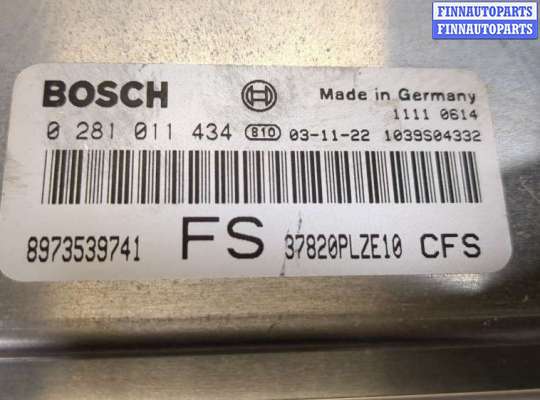 FINNAUTOPARTS
FINNAUTOPARTS
BOSCH Made in Germany
1111 0614
0 281 011 434 810 03-11-22 1039S04332
8973539741 FS 37820PLZE10 CFS